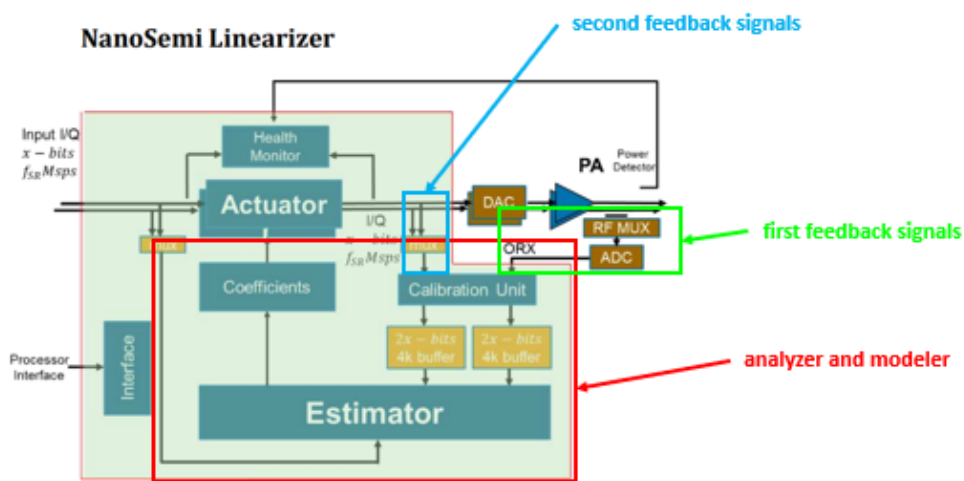 second feedback signals
NanoSemi Linearizer
Input I/Q
x - bits
f_SR Msps
Health
Monitor
PA
Power
Detector
Actuator
DAC
I/Q
x - bits
f_SR Msps
mux
mux
RF MUX
first feedback signals
ORX
ADC
Coefficients
Calibration Unit
2x - bits
4k buffer
2x - bits
4k buffer
Processor
Interface
Interface
analyzer and modeler
Estimator